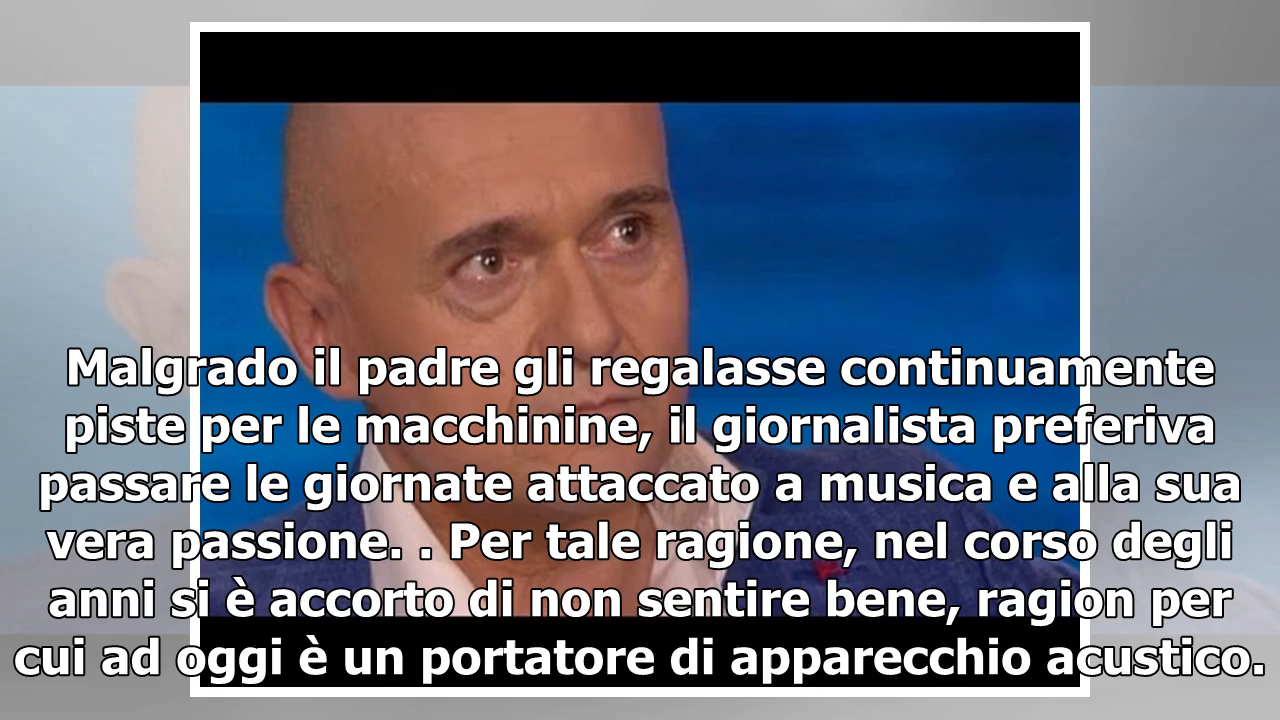 Malgrado il padre gli regalasse continuamente
piste per le macchinine, il giornalista preferiva
passare le giornate attaccato a musica e alla sua
vera passione. . Per tale ragione, nel corso degli
anni si è accorto di non sentire bene, ragion per
cui ad oggi è un portatore di apparecchio acustico.